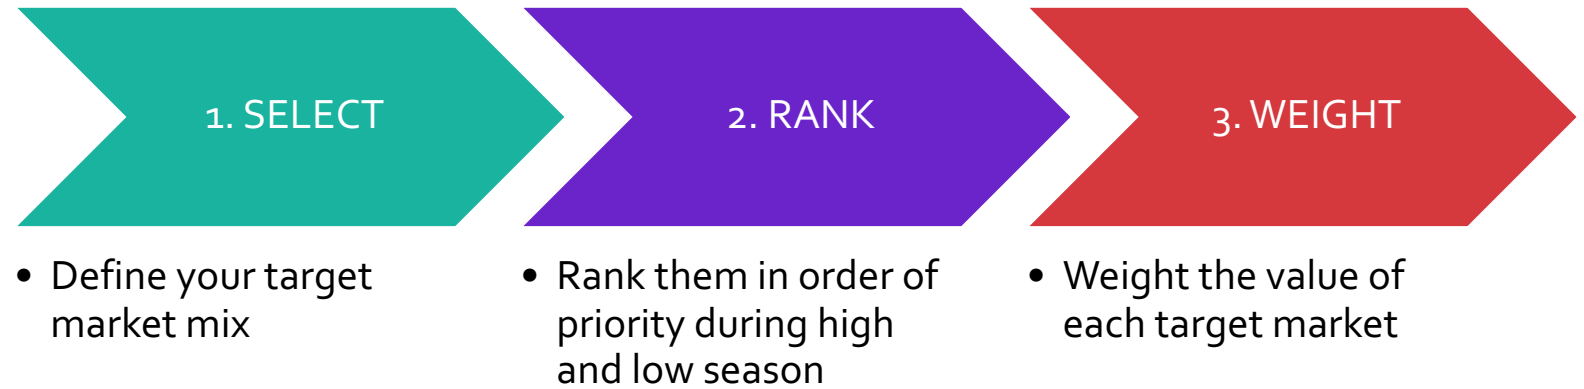 1. SELECT
• Define your target
market mix
2. RANK
• Rank them in order of
priority during high
and low season
3. WEIGHT
• Weight the value of
each target market